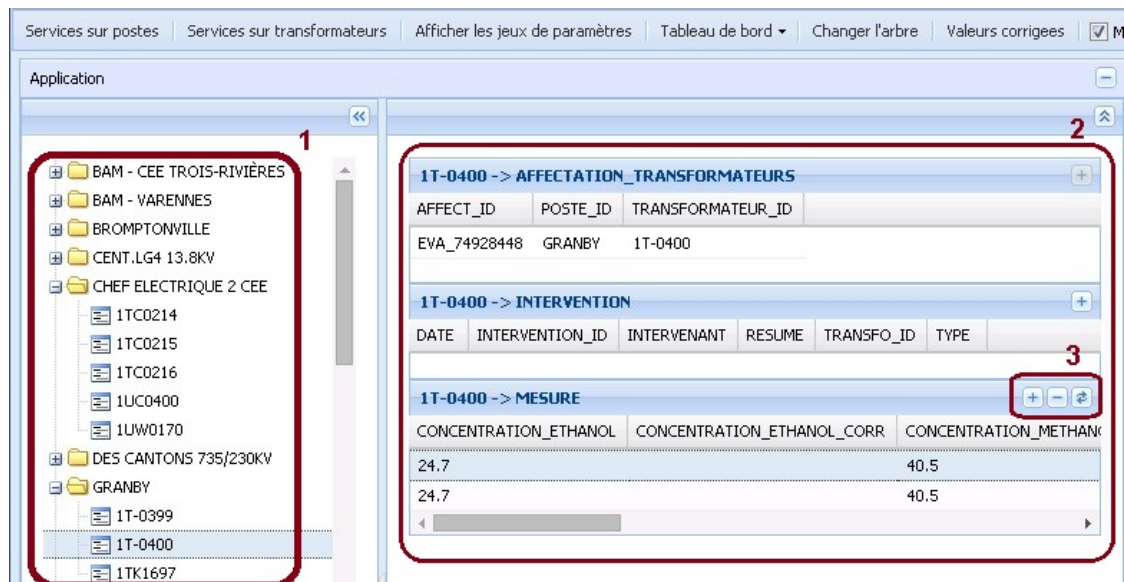 Services sur postes Services sur transformateurs Afficher les jeux de paramètres Tableau de bord Changer l'arbre Valeurs corrigees M
Application
1
BAM - CEE TROIS-RIVIÈRES
BAM - VARENNES
BROMPTONVILLE
CENT.LG4 13.8KV
CHEF ELECTRIQUE 2 CEE
1TC0214
1TC0215
1TC0216
1UC0400
1UW0170
DES CANTONS 735/230KV
GRANBY
1T-0399
1T-0400
1TK1697
2
1T-0400 -> AFFECTATION_TRANSFORMATEURS
AFFECT_ID POSTE_ID TRANSFORMATEUR_ID
EVA_74928448 GRANBY 1T-0400
1T-0400 -> INTERVENTION
DATE INTERVENTION_ID INTERVENANT RESUME TRANSFO_ID TYPE
3
1T-0400 -> MESURE
CONCENTRATION_ETHANOL CONCENTRATION_ETHANOL_CORR CONCENTRATION_METHAN
24.7 40.5
24.7 40.5